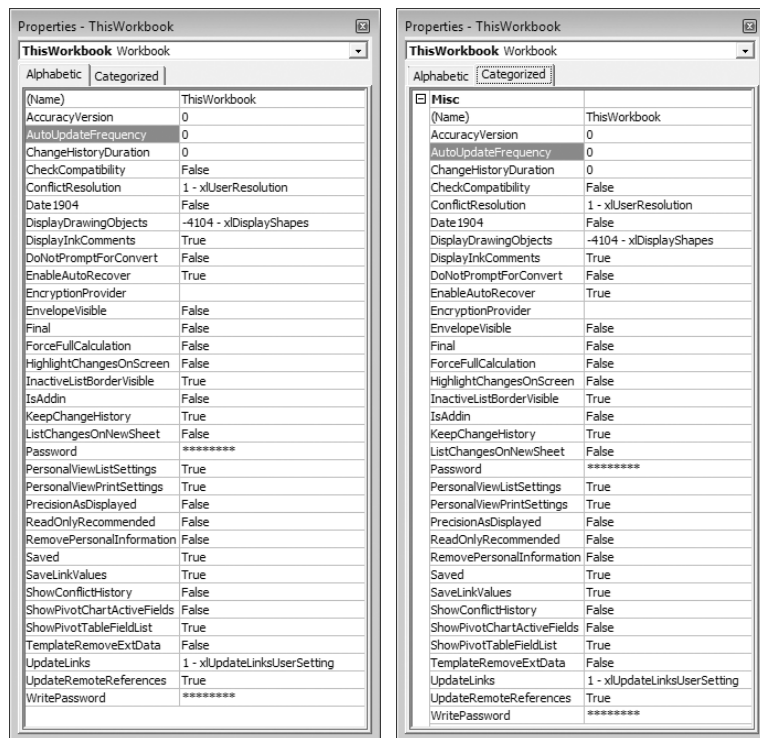 Properties - ThisWorkbook
ThisWorkbook Workbook
Alphabetic Categorized
(Name) ThisWorkbook
AccuracyVersion 0
AutoUpdateFrequency 0
ChangeHistoryDuration 0
CheckCompatibility False
ConflictResolution 1 - xlUserResolution
Date1904 False
DisplayDrawingObjects -4104 - xlDisplayShapes
DisplayInkComments True
DoNotPromptForConvert False
EnableAutoRecover True
EncryptionProvider
EnvelopeVisible False
Final False
ForceFullCalculation False
HighlightChangesOnScreen False
InactiveListBorderVisible True
IsAddin False
KeepChangeHistory True
ListChangesOnNewSheet False
Password ********
PersonalViewListSettings True
PersonalViewPrintSettings True
PrecisionAsDisplayed False
ReadOnlyRecommended False
RemovePersonalInformation False
Saved True
SaveLinkValues True
ShowConflictHistory False
ShowPivotChartActiveFields False
ShowPivotTableFieldList True
TemplateRemoveExtData False
UpdateLinks 1 - xlUpdateLinksUserSetting
UpdateRemoteReferences True
WritePassword ********
Properties - ThisWorkbook
ThisWorkbook Workbook
Alphabetic Categorized
Misc
(Name) ThisWorkbook
AccuracyVersion 0
AutoUpdateFrequency 0
ChangeHistoryDuration 0
CheckCompatibility False
ConflictResolution 1 - xlUserResolution
Date1904 False
DisplayDrawingObjects -4104 - xlDisplayShapes
DisplayInkComments True
DoNotPromptForConvert False
EnableAutoRecover True
EncryptionProvider
EnvelopeVisible False
Final False
ForceFullCalculation False
HighlightChangesOnScreen False
InactiveListBorderVisible True
IsAddin False
KeepChangeHistory True
ListChangesOnNewSheet False
Password ********
PersonalViewListSettings True
PersonalViewPrintSettings True
PrecisionAsDisplayed False
ReadOnlyRecommended False
RemovePersonalInformation False
Saved True
SaveLinkValues True
ShowConflictHistory False
ShowPivotChartActiveFields False
ShowPivotTableFieldList True
TemplateRemoveExtData False
UpdateLinks 1 - xlUpdateLinksUserSetting
UpdateRemoteReferences True
WritePassword ********